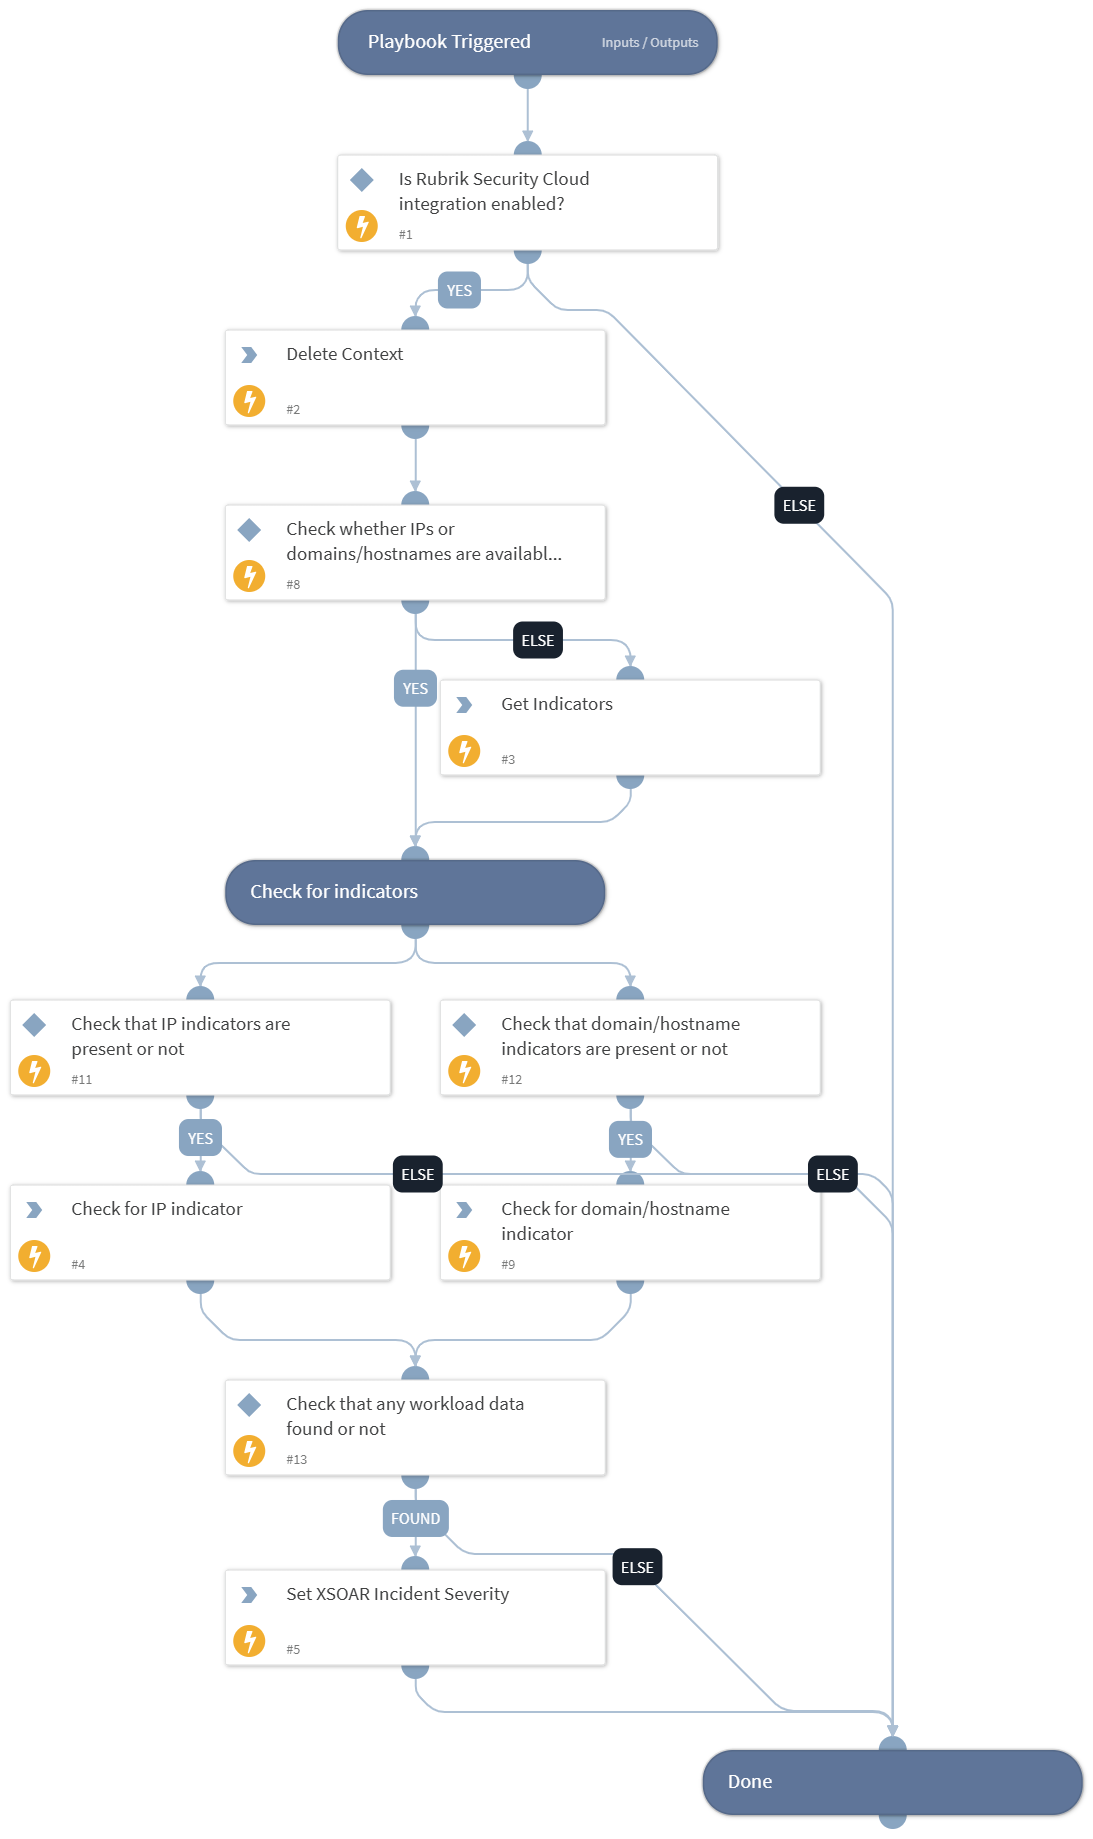 Playbook Triggered
Inputs / Outputs
Is Rubrik Security Cloud
integration enabled?
#1
YES
Delete Context
#2
ELSE
Check whether IPs or
domains/hostnames are availabl...
#8
ELSE
YES
Get Indicators
#3
Check for indicators
Check that IP indicators are
present or not
#11
Check that domain/hostname
indicators are present or not
#12
YES
YES
ELSE
ELSE
Check for IP indicator
#4
Check for domain/hostname
indicator
#9
Check that any workload data
found or not
#13
FOUND
ELSE
Set XSOAR Incident Severity
#5
Done